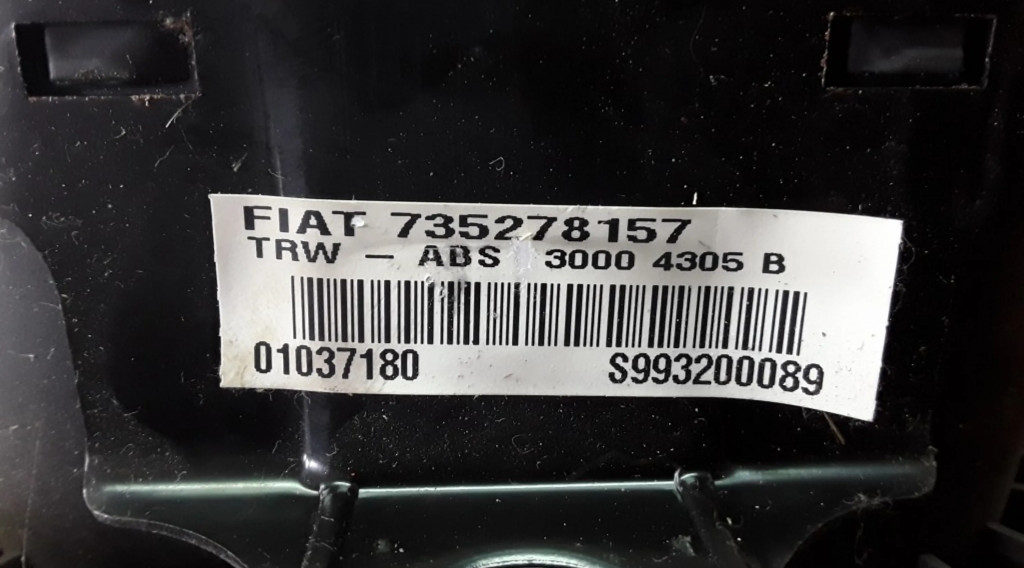 FIAT 735278157
TRW - ABS 3000 4305 B
01037180 S993200089